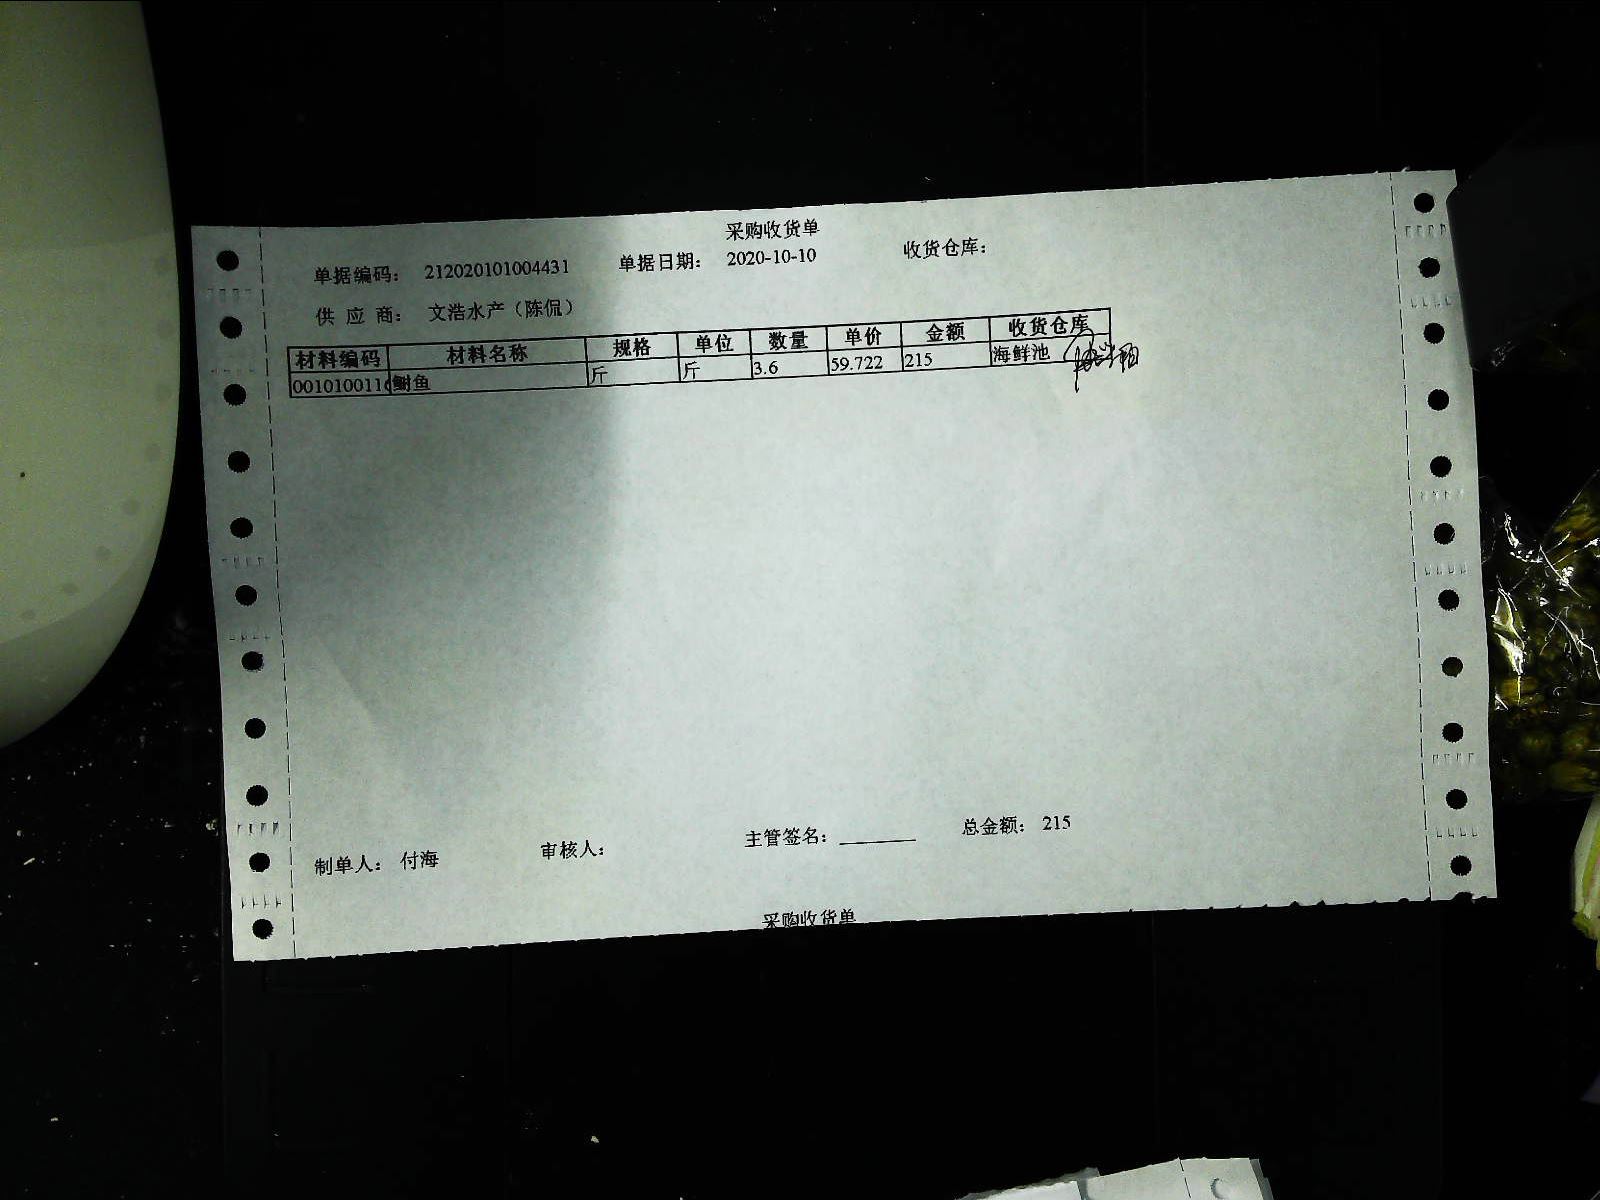 采购收货单
单据编码: 212020101004431 单据日期: 2020-10-10 收货仓库:
供 应 商: 文浩水产（陈侃）
材料编码 材料名称 规格 单位 数量 单价 金额 收货仓库
001010011 鲥鱼 斤 斤 3.6 59.722 215 海鲜池
制单人: 付海 审核人: 主管签名: ________ 总金额: 215
采购收货单